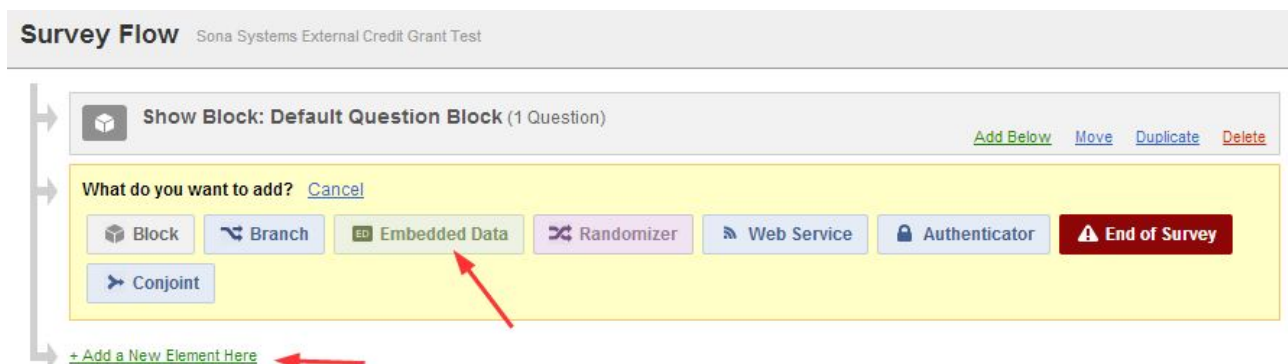 Survey Flow Sona Systems External Credit Grant Test
Show Block: Default Question Block (1 Question)
Add Below Move Duplicate Delete
What do you want to add? Cancel
Block Branch ED Embedded Data Randomizer Web Service Authenticator End of Survey
Conjoint
+ Add a New Element Here